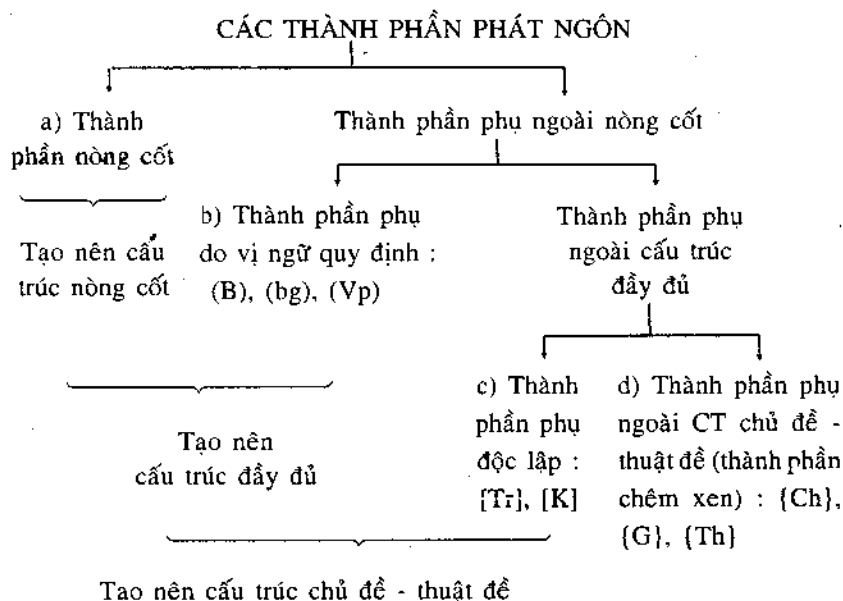 CÁC THÀNH PHẦN PHÁT NGÔN
a) Thành
phần nòng cốt
Thành phần phụ ngoài nòng cốt
Tạo nên cấu
trúc nòng cốt
b) Thành phần phụ
do vị ngữ quy định :
(B), (bg), (Vp)
Thành phần phụ
ngoài cấu trúc
đầy đủ
Tạo nên
cấu trúc đầy đủ
c) Thành
phần phụ
độc lập :
[Tr], [K]
d) Thành phần phụ
ngoài CT chủ đề -
thuật đề (thành phần
chêm xen) : {Ch},
{G}, {Th}
Tạo nên cấu trúc chủ đề - thuật đề